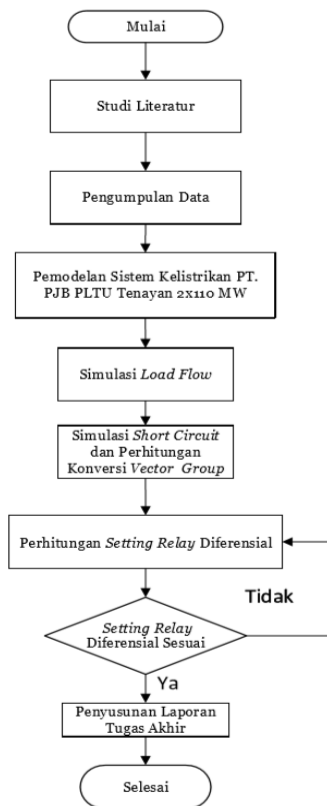 Mulai
Studi Literatur
Pengumpulan Data
Pemodelan Sistem Kelistrikan PT.
PJB PLTU Tenayan 2x110 MW
Simulasi Load Flow
Simulasi Short Circuit
dan Perhitungan
Konversi Vector Group
Perhitungan Setting Relay Diferensial
Tidak
Setting Relay
Diferensial Sesuai
Ya
Penyusunan Laporan
Tugas Akhir
Selesai